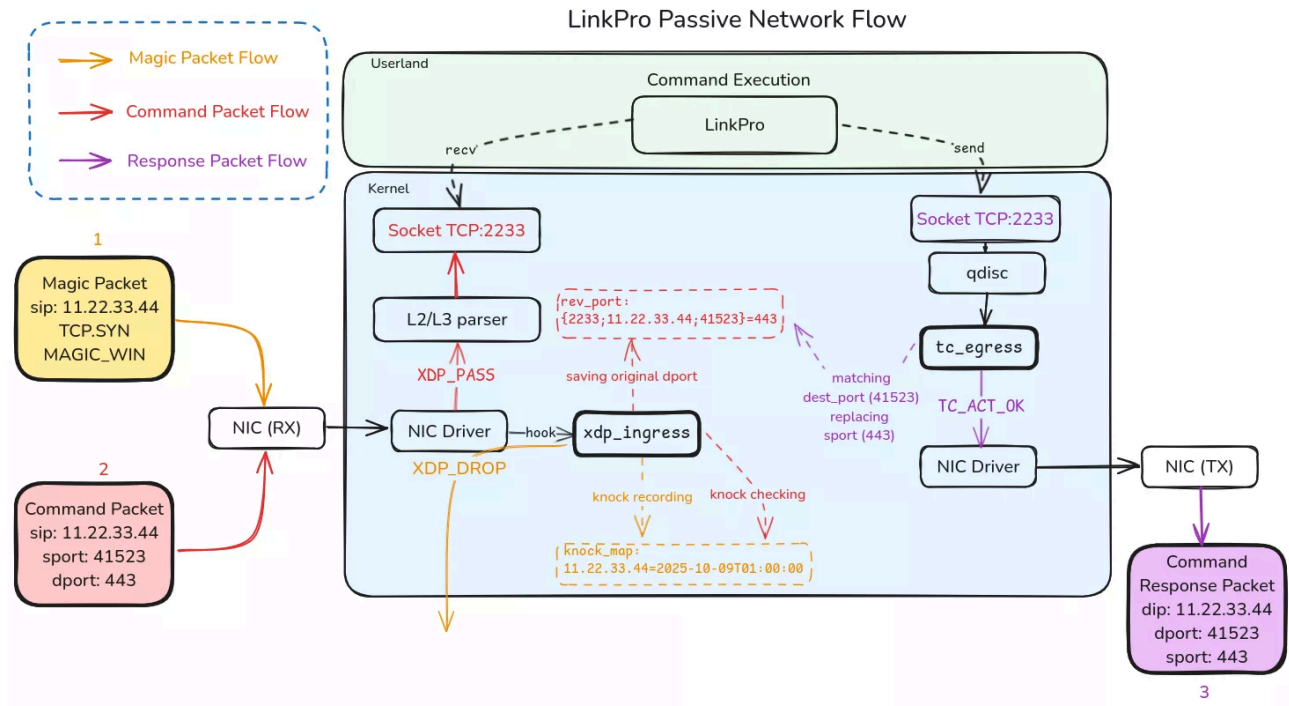 LinkPro Passive Network Flow
Magic Packet Flow
Command Packet Flow
Response Packet Flow
Userland
Command Execution
LinkPro
recv
send
Kernel
Socket TCP:2233
Socket TCP:2233
qdisc
1
Magic Packet
sip: 11.22.33.44
TCP.SYN
MAGIC_WIN
L2/L3 parser
rev_port:
{2233;11.22.33.44;41523}=443
tc_egress
XDP_PASS
saving original dport
matching
dest_port (41523)
replacing
sport (443)
TC_ACT_OK
NIC (RX)
NIC Driver
hook
xdp_ingress
XDP_DROP
NIC Driver
NIC (TX)
2
Command Packet
sip: 11.22.33.44
sport: 41523
dport: 443
knock recording
knock checking
knock_map:
11.22.33.44=2025-10-09T01:00:00
Command
Response Packet
dip: 11.22.33.44
dport: 41523
sport: 443
3